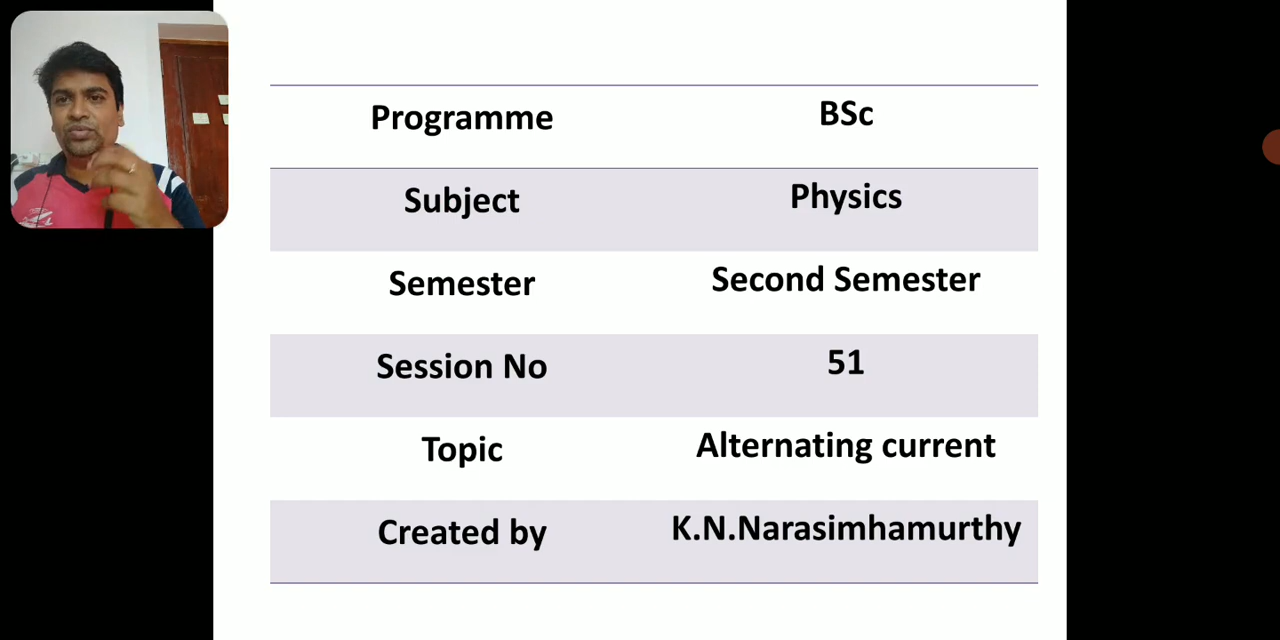 Programme BSc
Subject Physics
Semester Second Semester
Session No 51
Topic Alternating current
Created by K.N.Narasimhamurthy